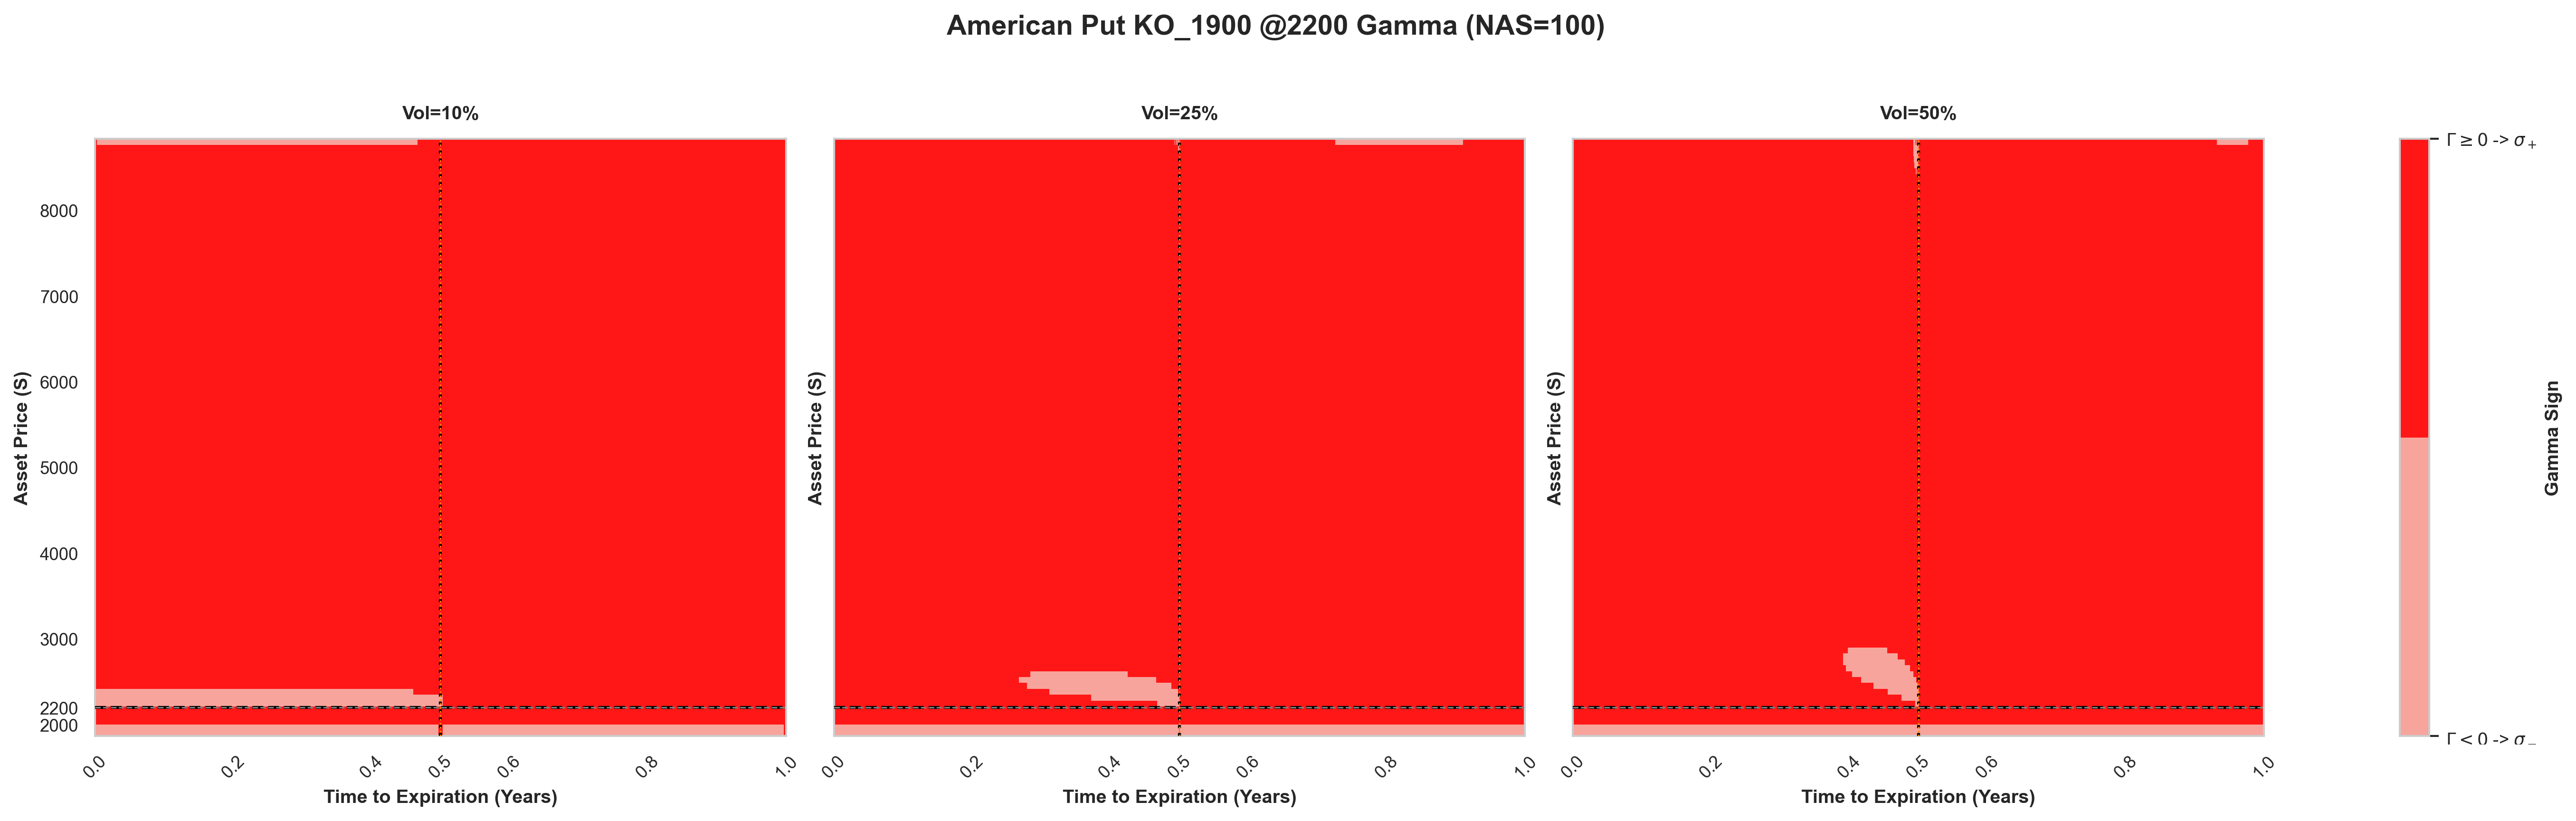 American Put KO_1900 @2200 Gamma (NAS=100)
Vol=10%
Vol=25%
Vol=50%
Asset Price (S)
8000
7000
6000
5000
4000
3000
2200
2000
0.0
0.2
0.4
0.5
0.6
0.8
1.0
Time to Expiration (Years)
Asset Price (S)
0.0
0.2
0.4
0.5
0.6
0.8
1.0
Time to Expiration (Years)
Asset Price (S)
0.0
0.2
0.4
0.5
0.6
0.8
1.0
Time to Expiration (Years)
Γ ≥ 0 -> σ₊
Γ < 0 -> σ₋
Gamma Sign